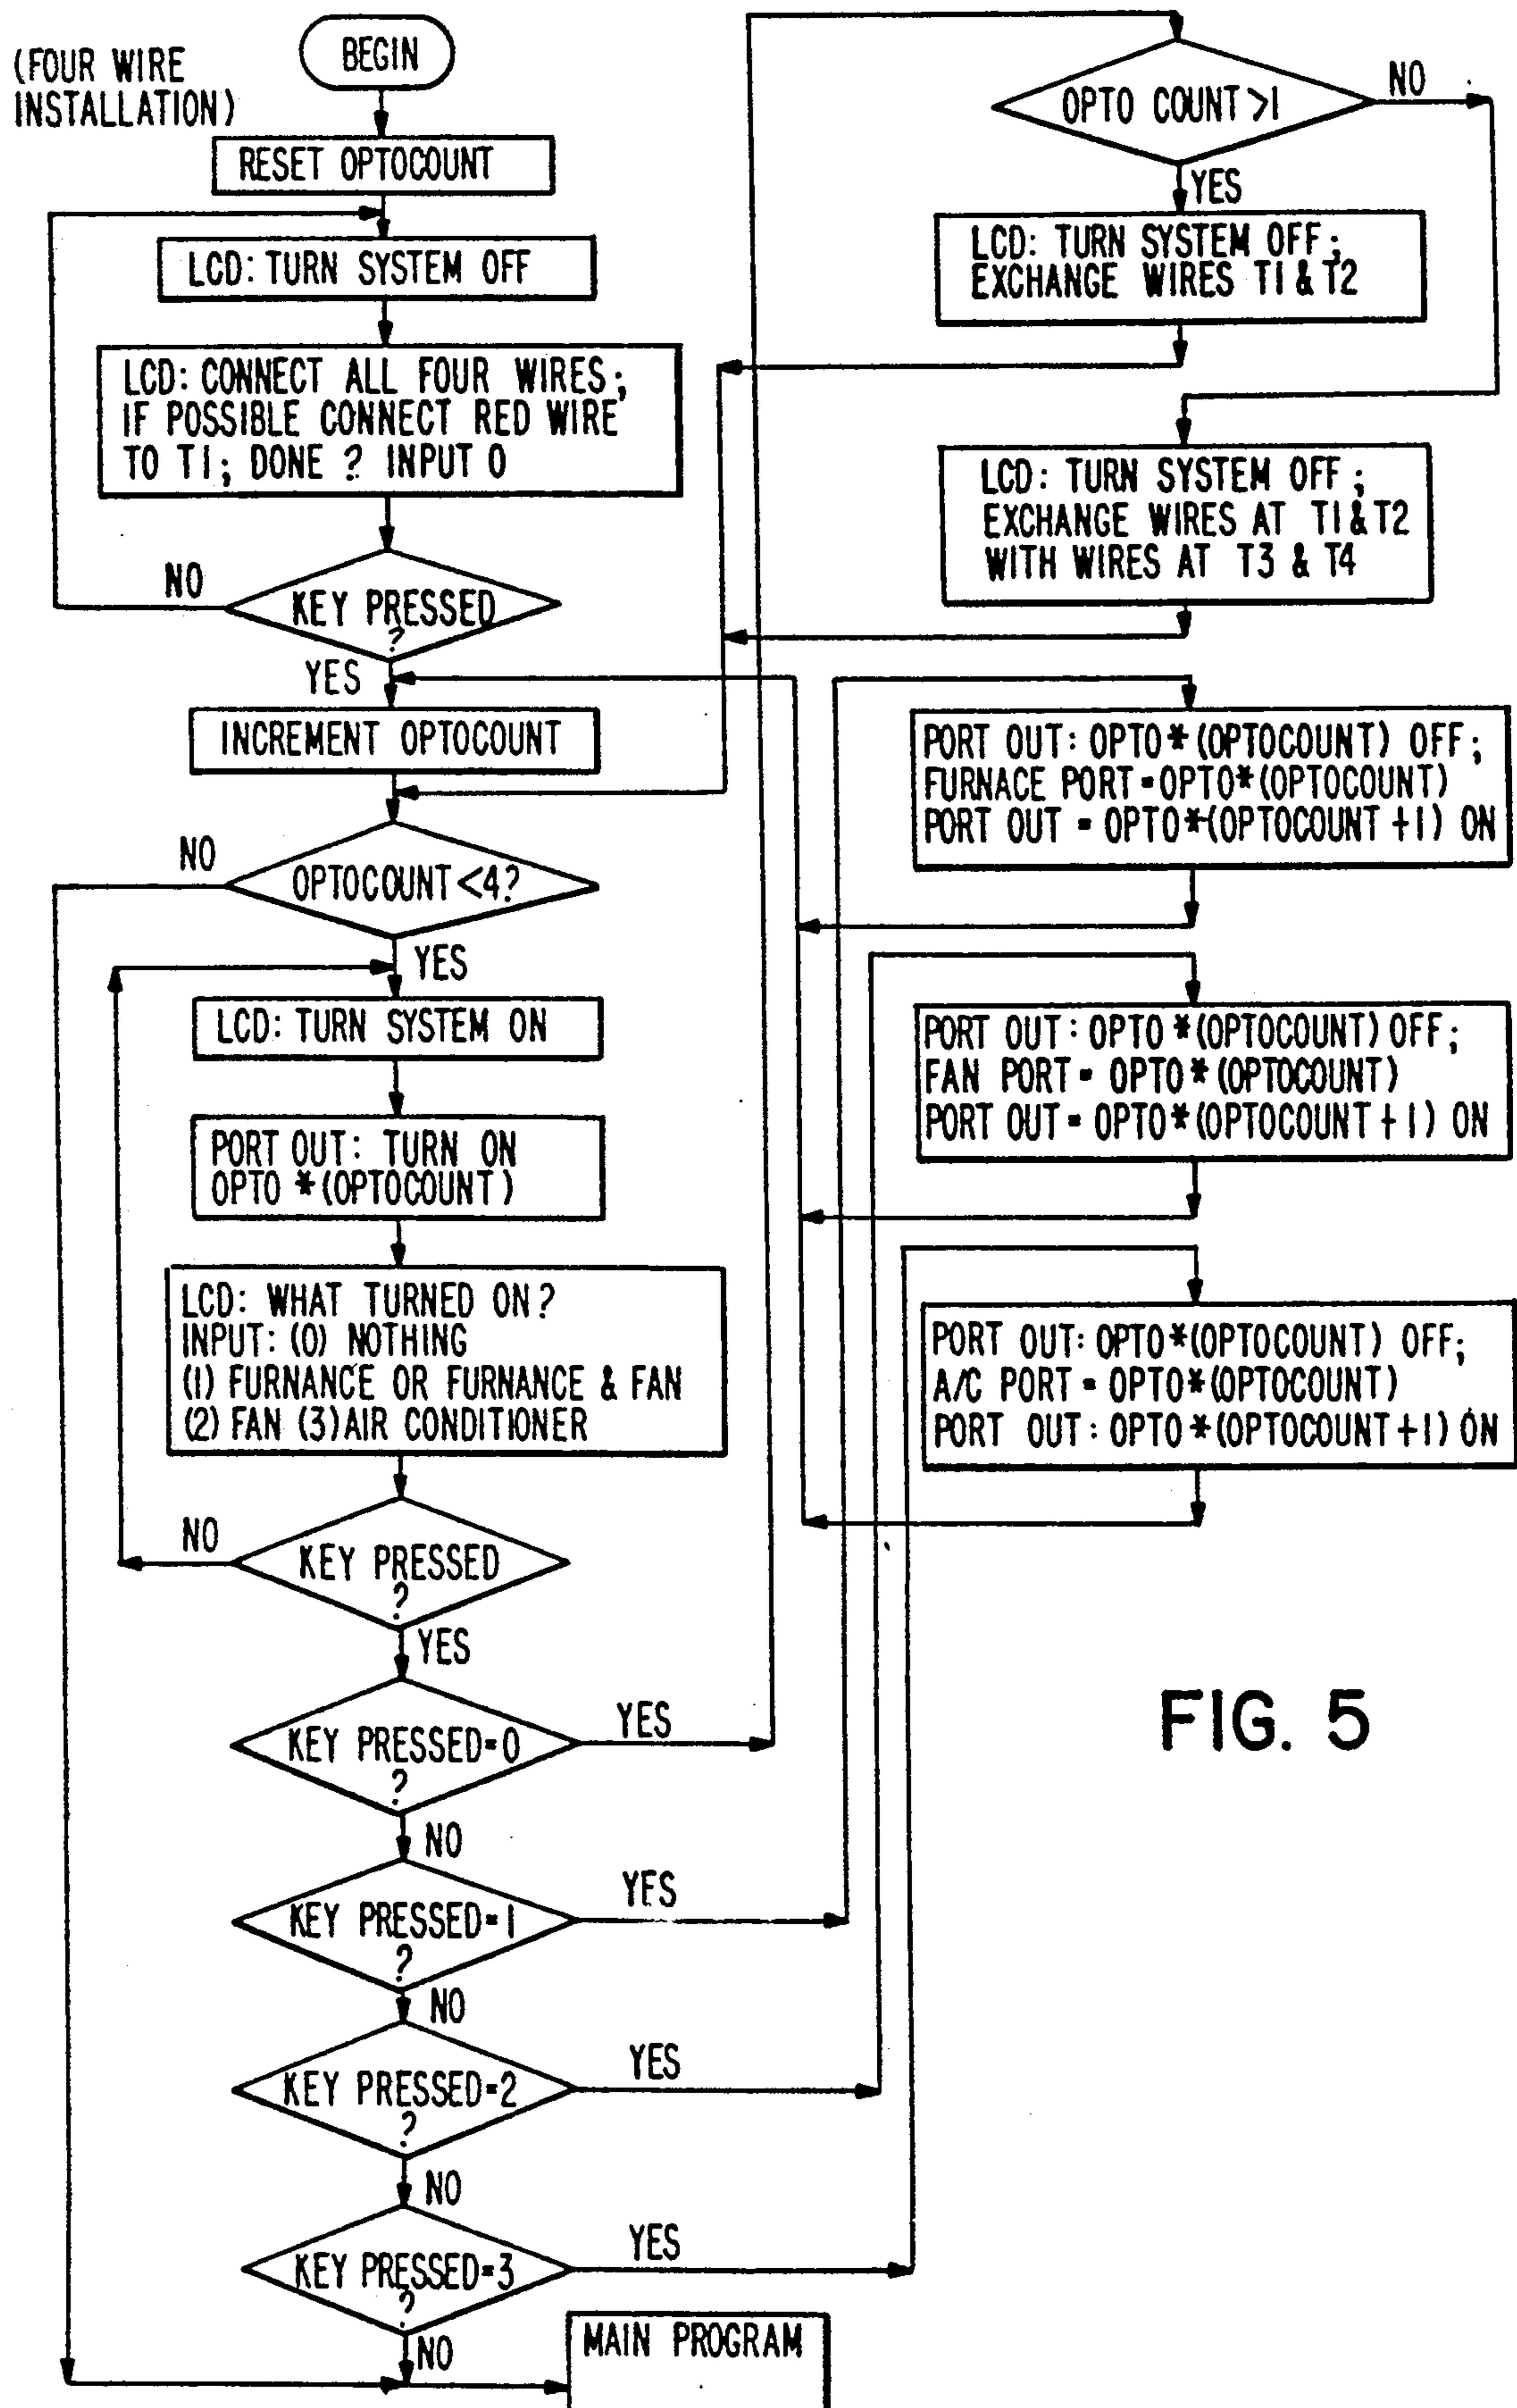 (FOUR WIRE
INSTALLATION)
BEGIN
RESET OPTOCOUNT
LCD: TURN SYSTEM OFF
LCD: CONNECT ALL FOUR WIRES;
IF POSSIBLE CONNECT RED WIRE
TO T1; DONE ? INPUT 0
NO
KEY PRESSED
?
YES
INCREMENT OPTOCOUNT
NO
OPTOCOUNT <4?
YES
LCD: TURN SYSTEM ON
PORT OUT: TURN ON
OPTO *(OPTOCOUNT)
LCD: WHAT TURNED ON?
INPUT: (0) NOTHING
(1) FURNANCE OR FURNANCE & FAN
(2) FAN (3) AIR CONDITIONER
NO
KEY PRESSED
?
YES
KEY PRESSED=0
?
YES
NO
KEY PRESSED=1
?
YES
NO
KEY PRESSED=2
?
YES
NO
KEY PRESSED=3
?
YES
NO
MAIN PROGRAM
OPTO COUNT >1
NO
YES
LCD: TURN SYSTEM OFF;
EXCHANGE WIRES T1 & T2
LCD: TURN SYSTEM OFF;
EXCHANGE WIRES AT T1 & T2
WITH WIRES AT T3 & T4
PORT OUT: OPTO*(OPTOCOUNT) OFF;
FURNACE PORT=OPTO*(OPTOCOUNT)
PORT OUT = OPTO*(OPTOCOUNT +1) ON
PORT OUT: OPTO *(OPTOCOUNT) OFF;
FAN PORT= OPTO*(OPTOCOUNT)
PORT OUT= OPTO*(OPTOCOUNT +1) ON
PORT OUT: OPTO*(OPTOCOUNT) OFF;
A/C PORT = OPTO*(OPTOCOUNT)
PORT OUT: OPTO *(OPTOCOUNT+1) ON
FIG. 5